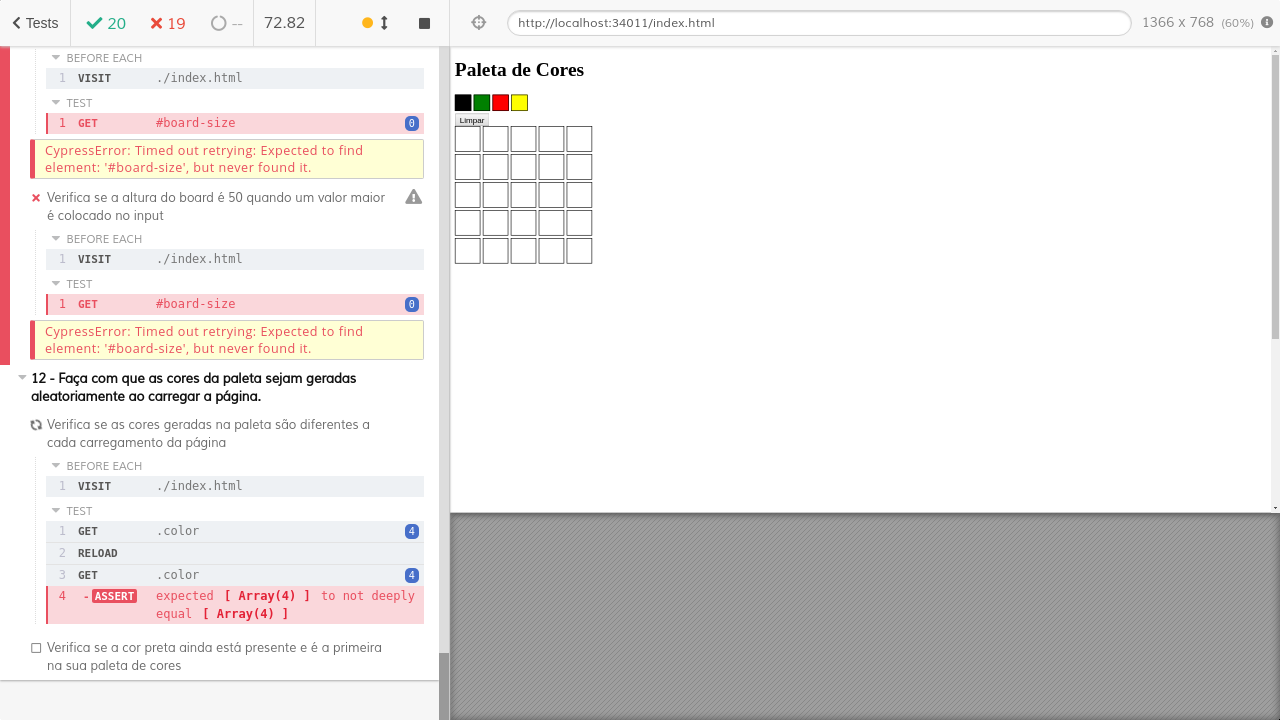 Tests
20
19
--
72.82
http://localhost:34011/index.html
1366 x 768 (60%)
BEFORE EACH
1 VISIT ./index.html
TEST
1 GET #board-size 0
CypressError: Timed out retrying: Expected to find
element: '#board-size', but never found it.
Verifica se a altura do board é 50 quando um valor maior
é colocado no input
BEFORE EACH
1 VISIT ./index.html
TEST
1 GET #board-size 0
CypressError: Timed out retrying: Expected to find
element: '#board-size', but never found it.
12 - Faça com que as cores da paleta sejam geradas
aleatoriamente ao carregar a página.
Verifica se as cores geradas na paleta são diferentes a
cada carregamento da página
BEFORE EACH
1 VISIT ./index.html
TEST
1 GET .color 4
2 RELOAD
3 GET .color 4
4 -ASSERT expected [ Array(4) ] to not deeply
equal [ Array(4) ]
Verifica se a cor preta ainda está presente e é a primeira
na sua paleta de cores
Paleta de Cores
Limpar